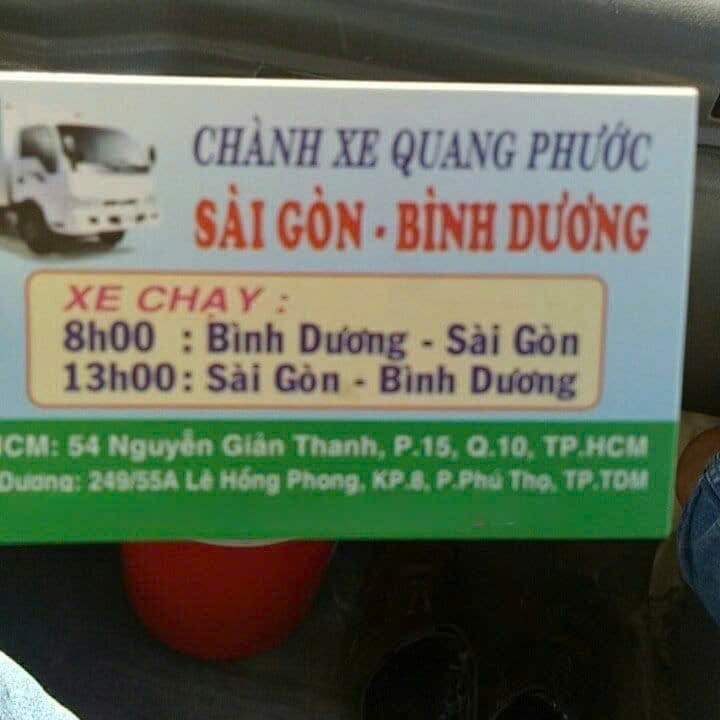 CHÀNH XE QUANG PHƯỚC
SÀI GÒN - BÌNH DƯƠNG
XE CHẠY :
8h00 : Bình Dương - Sài Gòn
13h00 : Sài Gòn - Bình Dương
HCM: 54 Nguyễn Giản Thanh, P.15, Q.10, TP.HCM
Dương: 249/55A Lê Hồng Phong, KP.8, P.Phú Thọ, TP.TDM